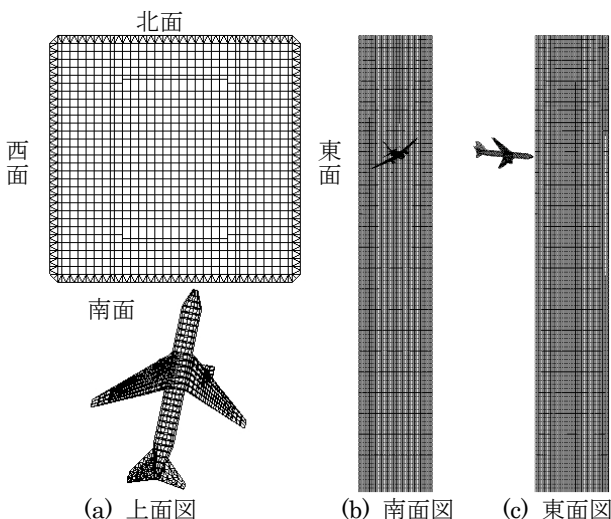 北面
西面
東面
南面
(a) 上面図
(b) 南面図
(c) 東面図